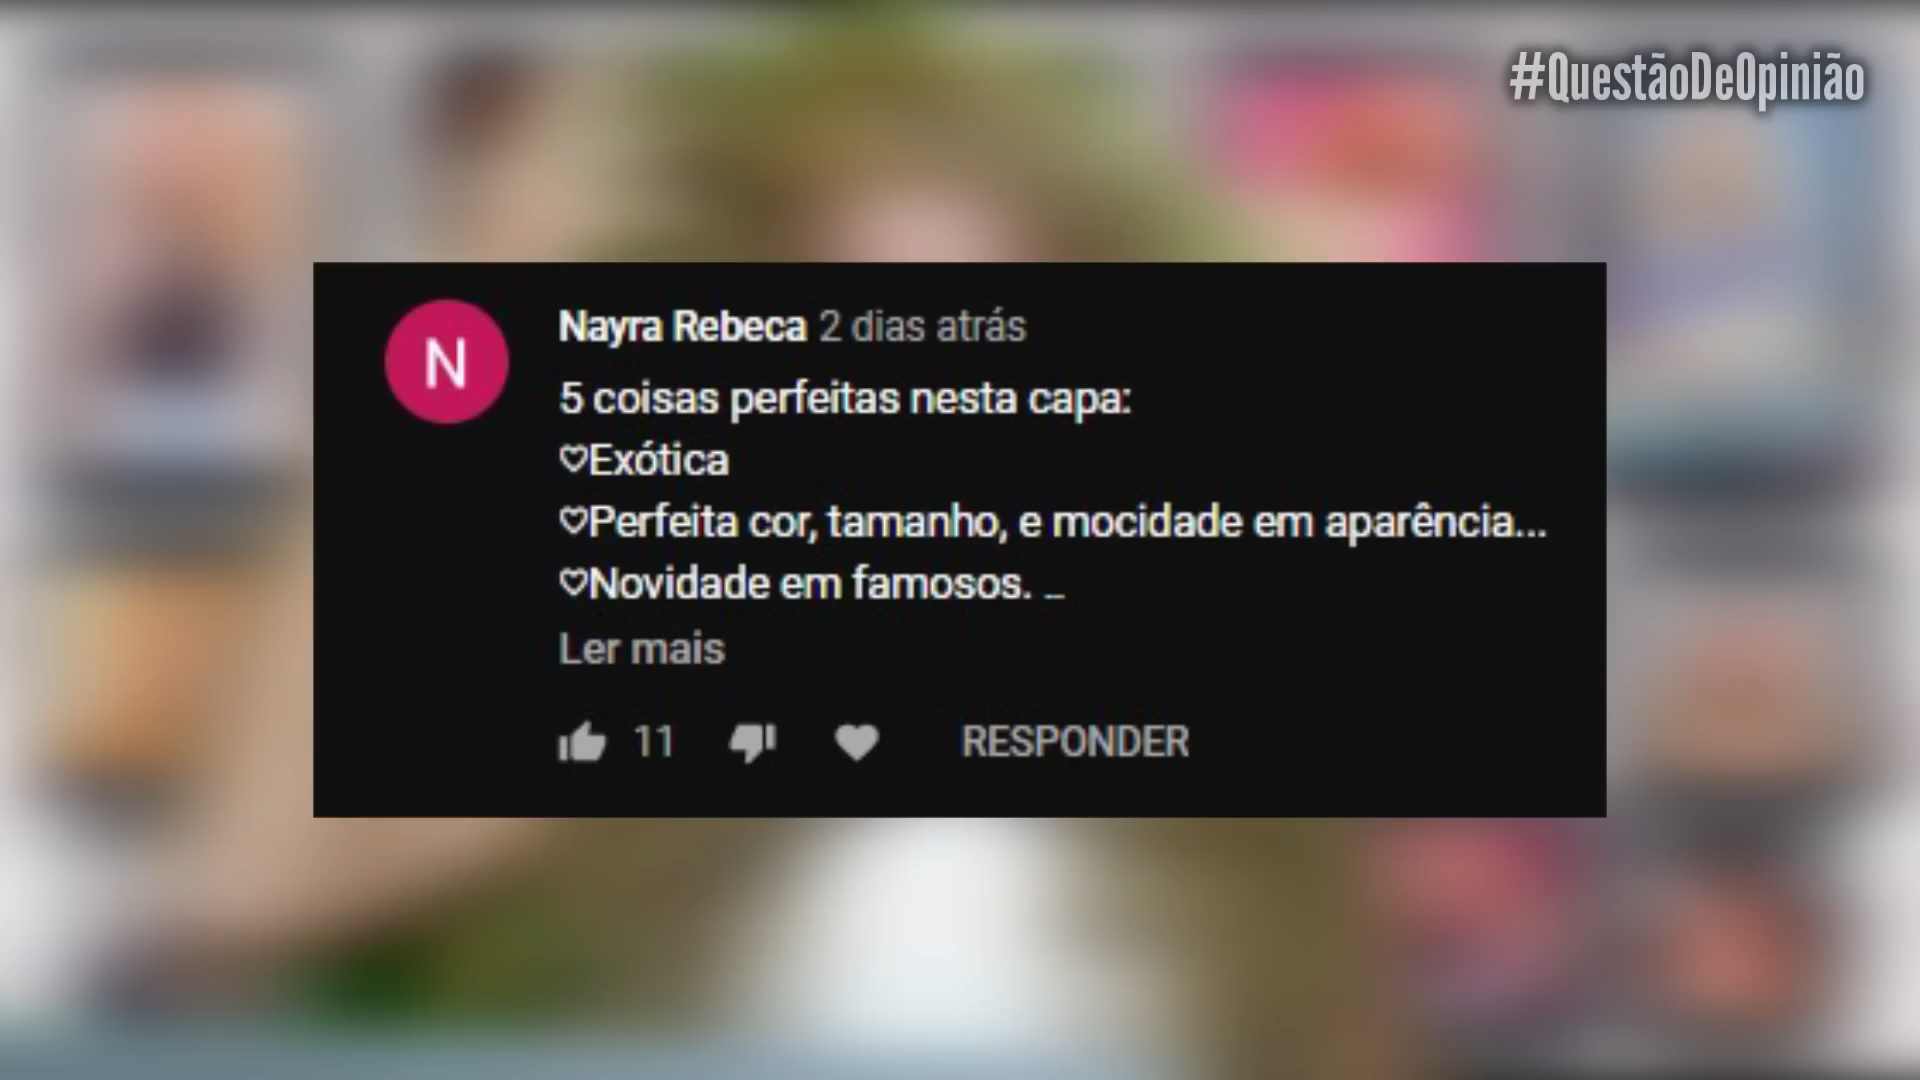 #QuestãoDeOpinião
N
Nayra Rebeca 2 dias atrás
5 coisas perfeitas nesta capa:
♡Exótica
♡Perfeita cor, tamanho, e mocidade em aparência...
♡Novidade em famosos. _
Ler mais
11
RESPONDER